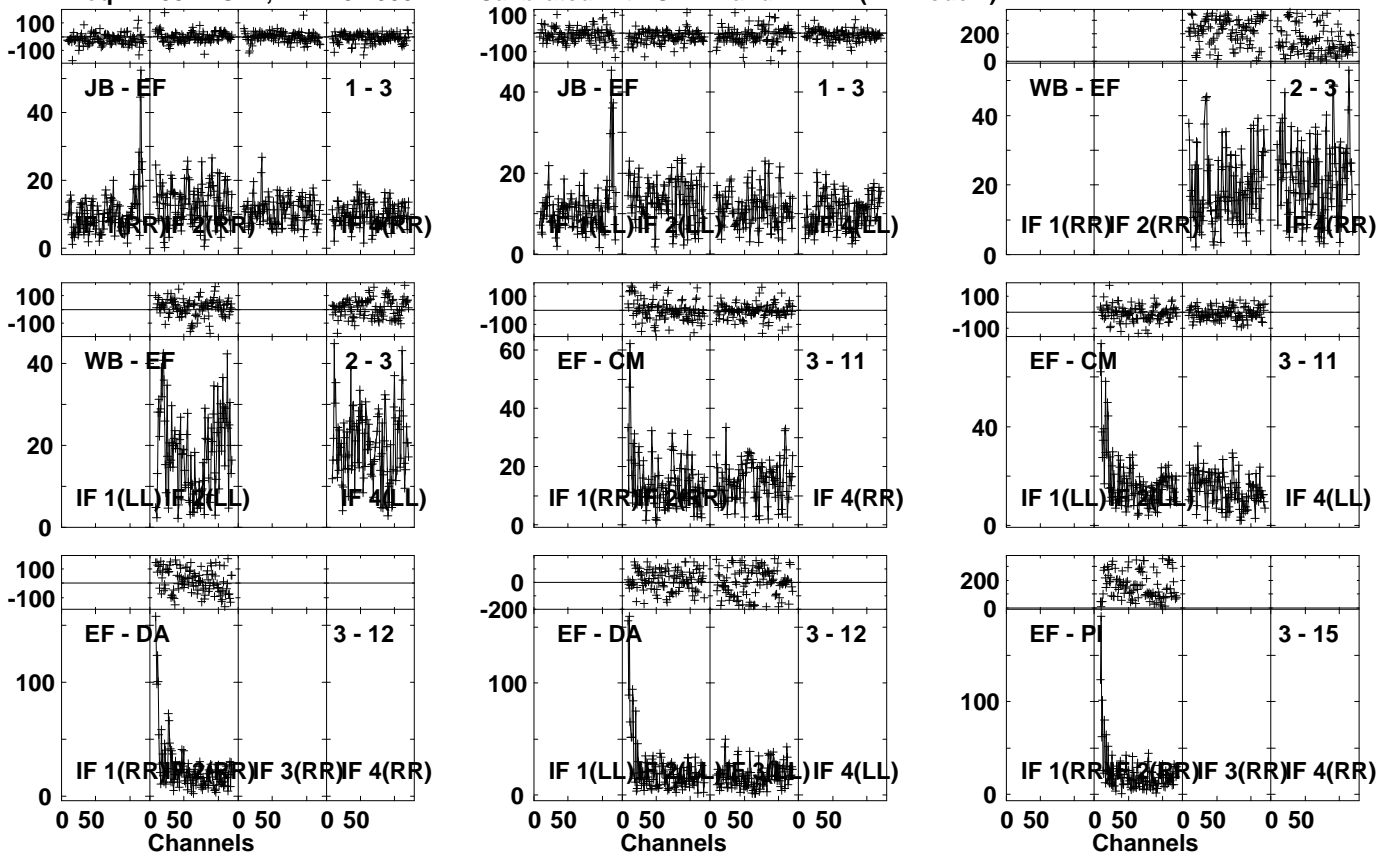 100
-100
JB - EF
1 - 3
40
20
0
IF 1(RR)
IF 2(RR)
IF 4(RR)
100
-100
JB - EF
1 - 3
40
20
0
IF 1(LL)
IF 2(LL)
IF 4(LL)
200
0
WB - EF
2 - 3
40
20
0
IF 1(RR)
IF 2(RR)
IF 4(RR)
100
-100
WB - EF
2 - 3
40
20
0
IF 1(LL)
IF 2(LL)
IF 4(LL)
100
-100
60
EF - CM
3 - 11
40
20
0
IF 1(RR)
IF 2(RR)
IF 4(RR)
100
-100
EF - CM
3 - 11
40
0
IF 1(LL)
IF 2(LL)
IF 4(LL)
100
-100
EF - DA
3 - 12
100
0
IF 1(RR)
IF 2(RR)
IF 3(RR)
IF 4(RR)
0 50 0 50 0 50 0 50
Channels
0
-200
EF - DA
3 - 12
100
0
IF 1(LL)
IF 2(LL)
IF 3(LL)
IF 4(LL)
0 50 0 50 0 50 0 50
Channels
200
0
EF - PI
3 - 15
100
0
IF 1(RR)
IF 2(RR)
IF 3(RR)
IF 4(RR)
0 50 0 50 0 50 0 50
Channels